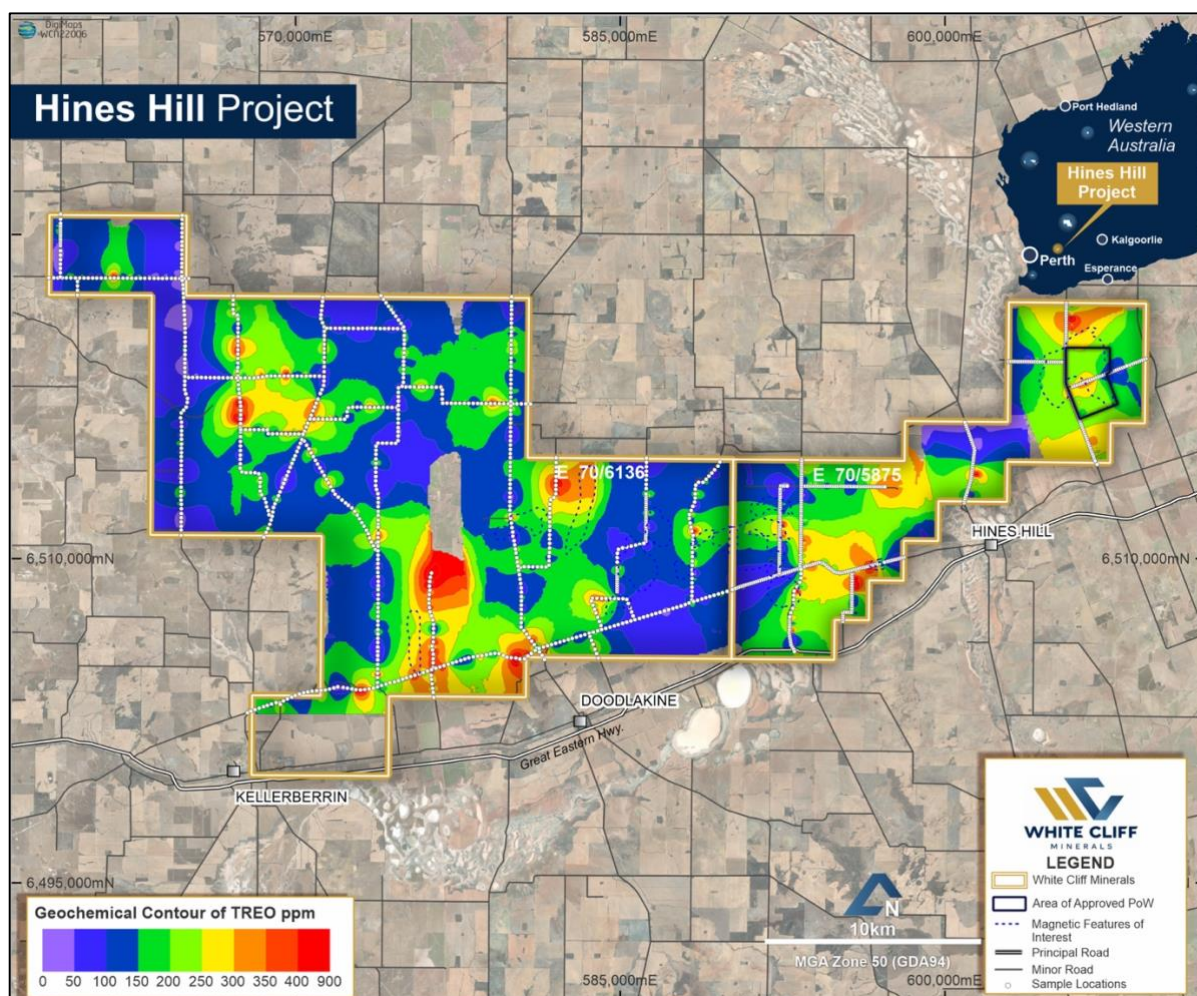 DigiMaps
WCN22006
570,000mE
585,000mE
600,000mE
Hines Hill Project
Port Hedland
Western
Australia
Hines Hill
Project
Kalgoorlie
Perth
Esperance
E 70/6136
E 70/5875
HINES HILL
6,510,000mN
6,510,000mN
DOODLAKINE
Great Eastern Hwy.
KELLERBERRIN
6,495,000mN
WHITE CLIFF
MINERALS
LEGEND
White Cliff Minerals
Area of Approved PoW
Magnetic Features of
Interest
Principal Road
Minor Road
Sample Locations
N
10km
MGA Zone 50 (GDA94)
Geochemical Contour of TREO ppm
0 50 100 150 200 250 300 350 400 900
585,000mE
600,000mE